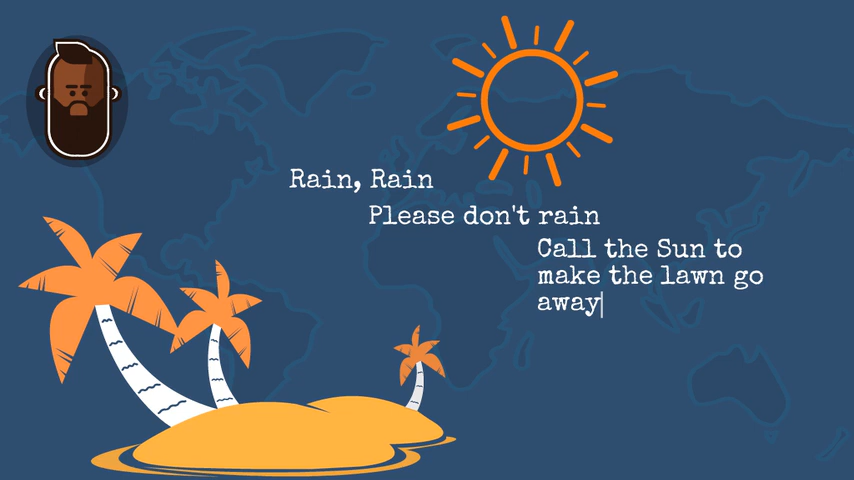 Rain, Rain
Please don't rain
Call the Sun to
make the lawn go
away